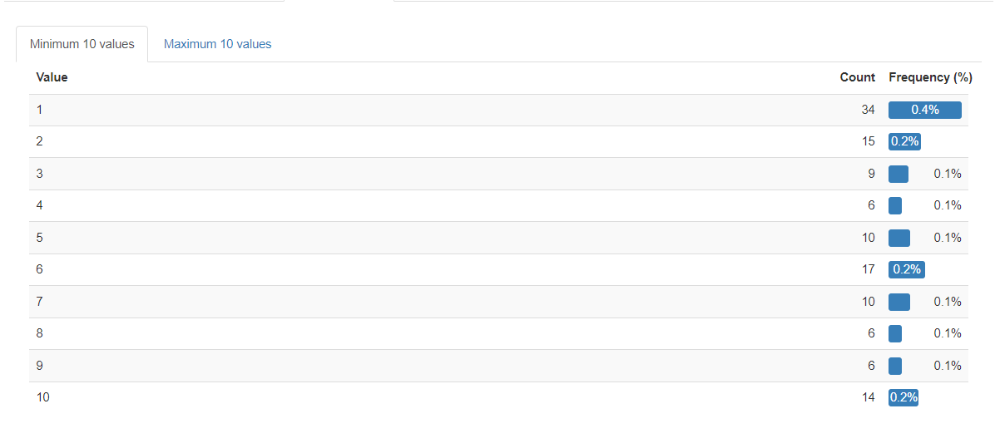 Minimum 10 values Maximum 10 values
Value Count Frequency (%)
1 34 0.4%
2 15 0.2%
3 9 0.1%
4 6 0.1%
5 10 0.1%
6 17 0.2%
7 10 0.1%
8 6 0.1%
9 6 0.1%
10 14 0.2%